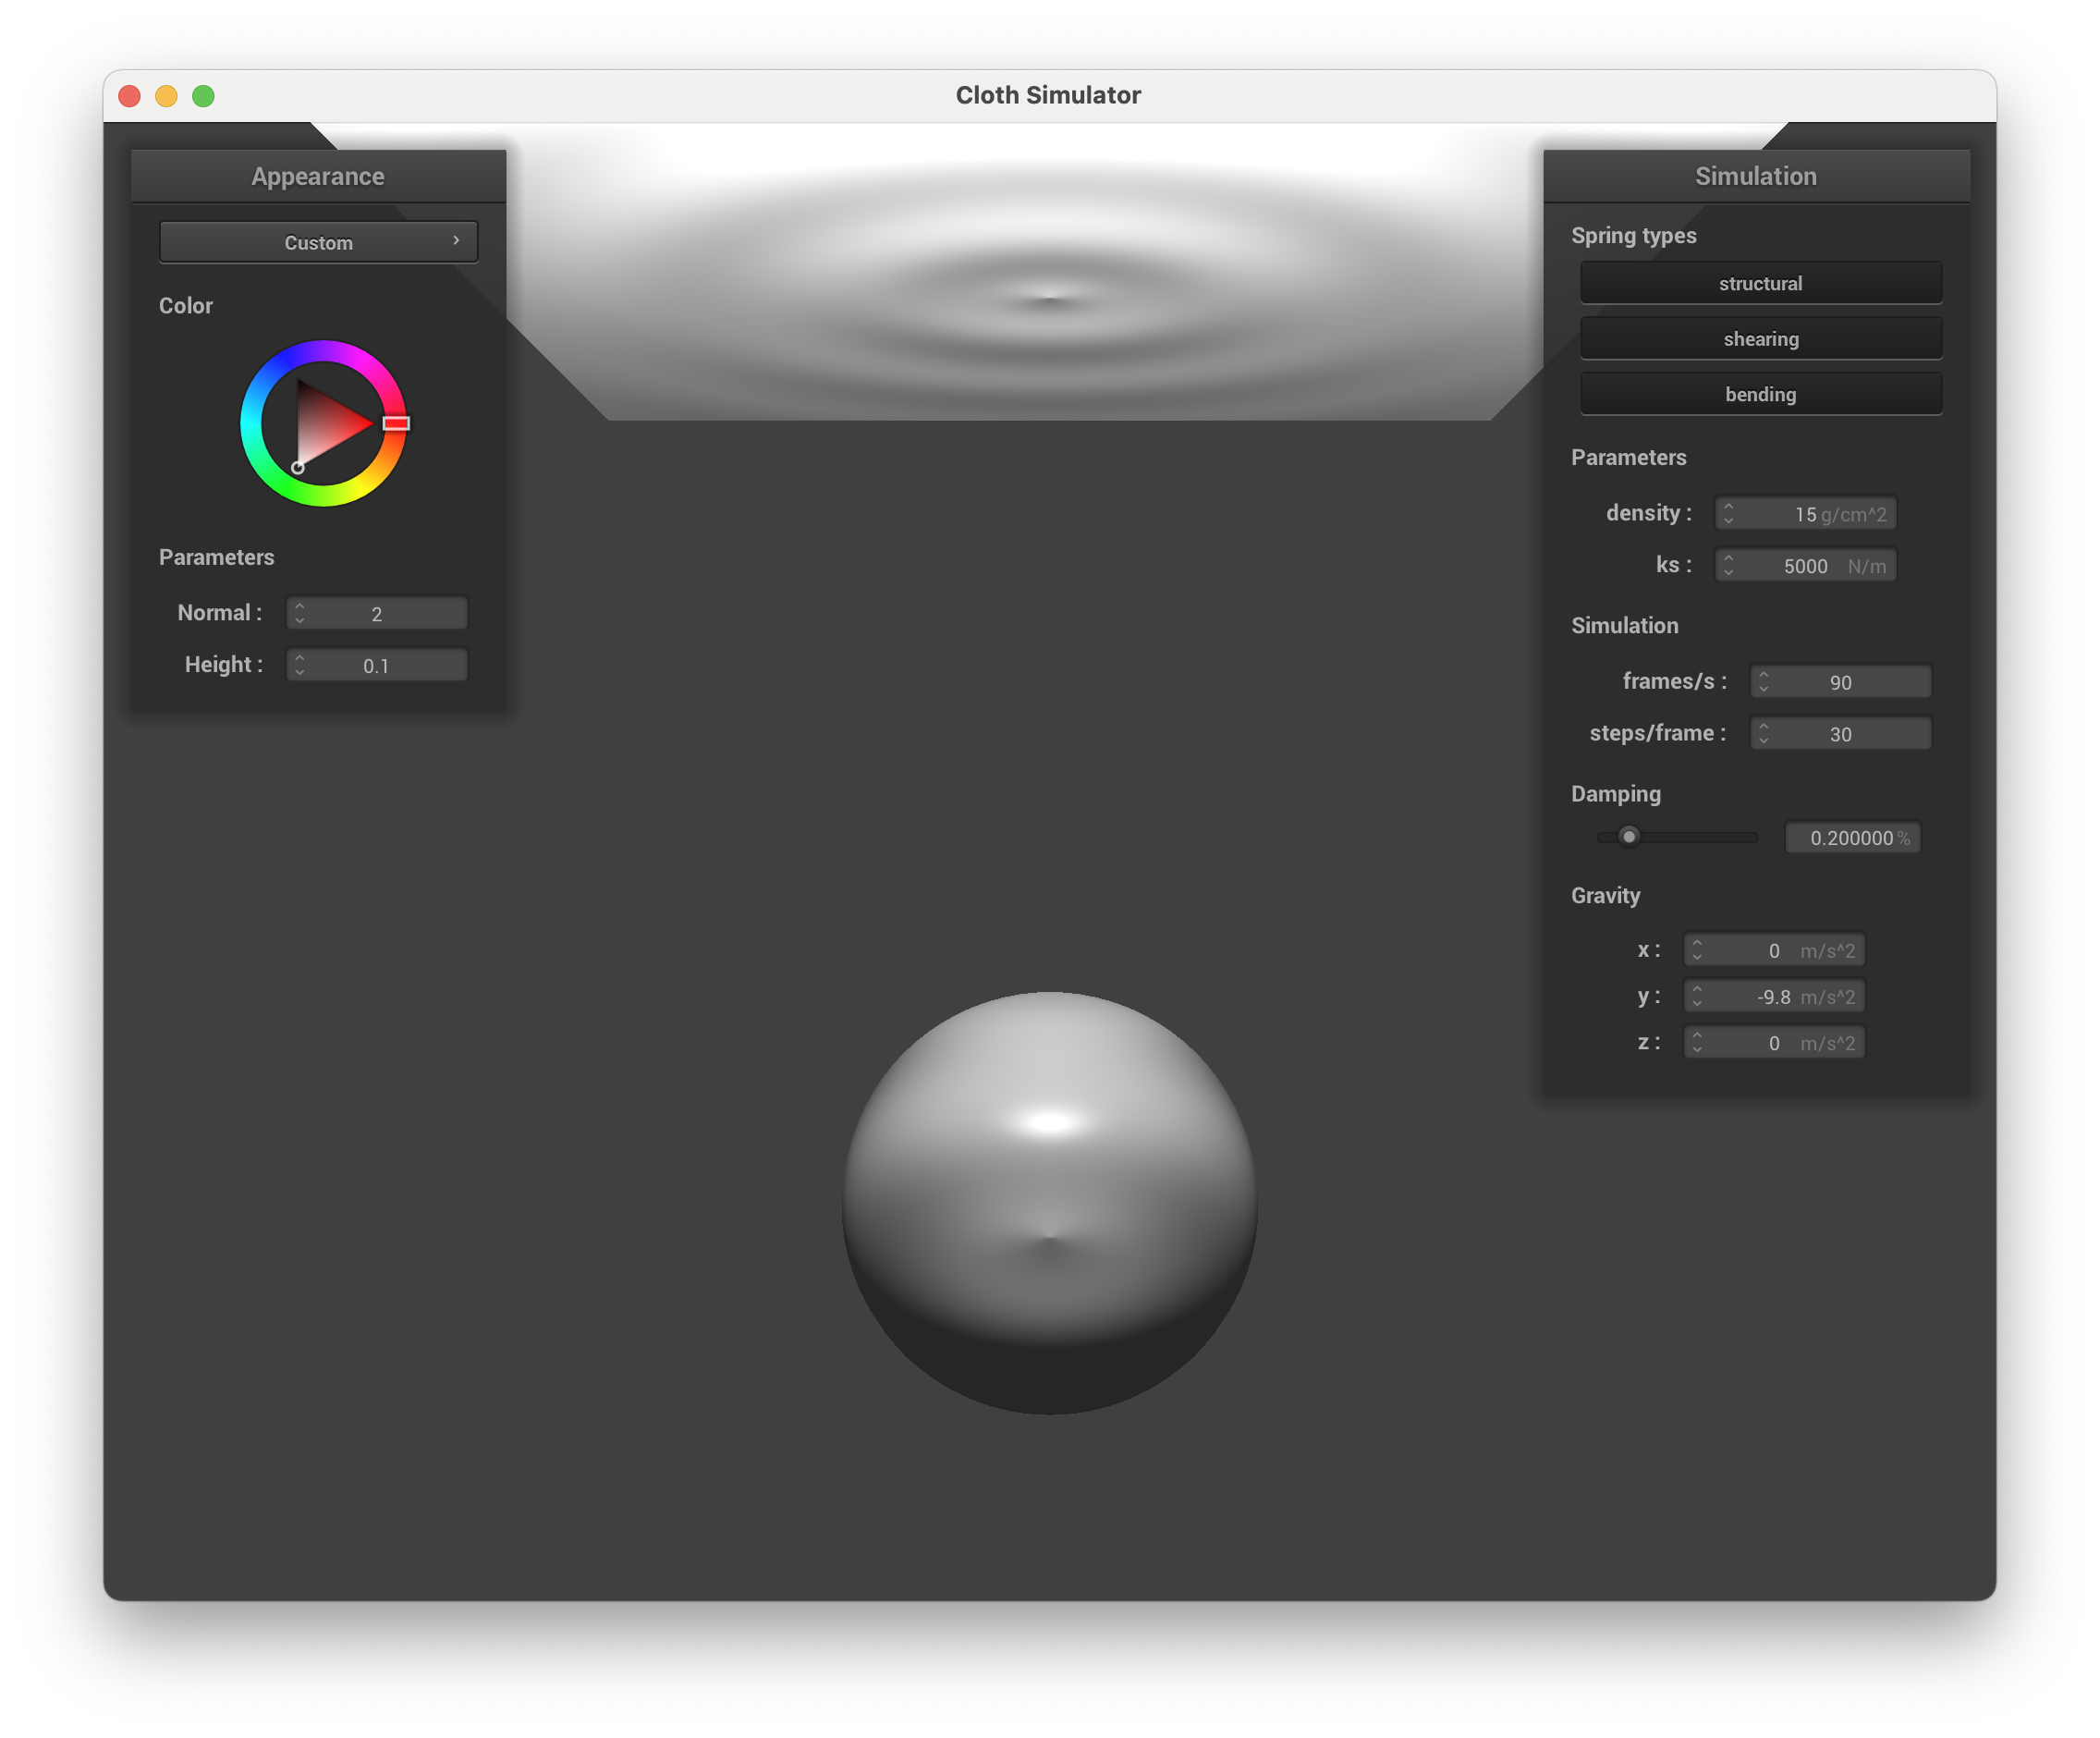 Cloth Simulator
Appearance
Custom
Color
Parameters
Normal : 2
Height : 0.1
Simulation
Spring types
structural
shearing
bending
Parameters
density : 15 g/cm^2
ks : 5000 N/m
Simulation
frames/s : 90
steps/frame : 30
Damping
0.200000 %
Gravity
x : 0 m/s^2
y : -9.8 m/s^2
z : 0 m/s^2